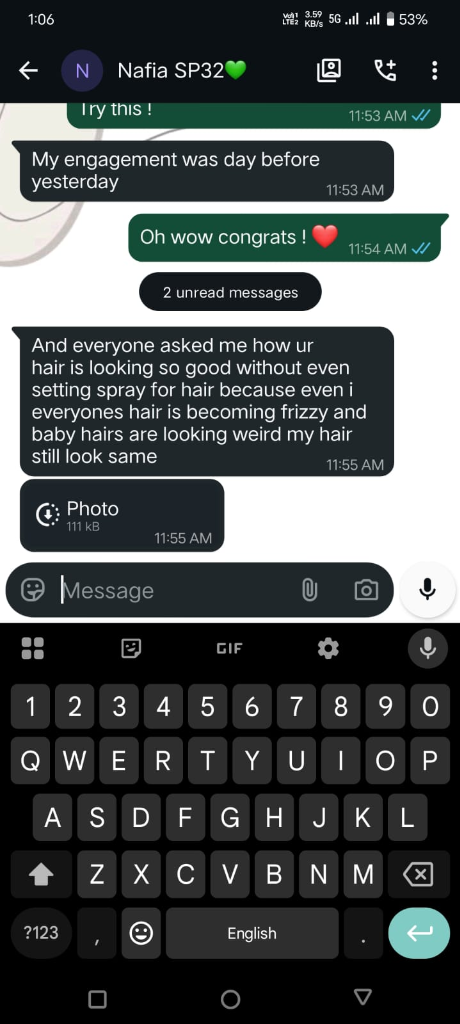 1:06
Vo1) LTE2 3.59 KB/s 5G 53%
N Nafia SP32💚
Try this !
11:53 AM
My engagement was day before
yesterday
11:53 AM
Oh wow congrats ! ❤️
11:54 AM
2 unread messages
And everyone asked me how ur
hair is looking so good without even
setting spray for hair because even i
everyones hair is becoming frizzy and
baby hairs are looking weird my hair
still look same
11:55 AM
Photo
111 kB
11:55 AM
Message
GIF
1 2 3 4 5 6 7 8 9 0
Q W E R T Y U I O P
A S D F G H J K L
Z X C V B N M
?123 , English .